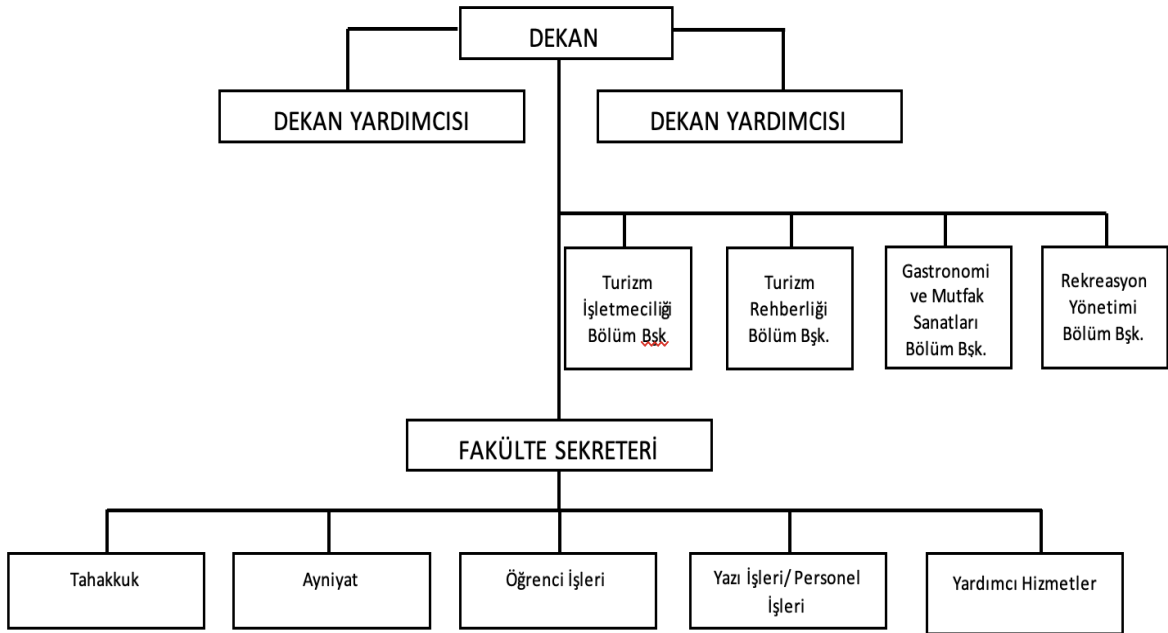 DEKAN
DEKAN YARDIMCISI
DEKAN YARDIMCISI
Turizm
İşletmeciliği
Bölüm Bşk
Turizm
Rehberliği
Bölüm Bşk.
Gastronomi
ve Mutfak
Sanatları
Bölüm Bşk.
Rekreasyon
Yönetimi
Bölüm Bşk.
FAKÜLTE SEKRETERİ
Tahakkuk
Ayniyat
Öğrenci İşleri
Yazı İşleri/ Personel
İşleri
Yardımcı Hizmetler